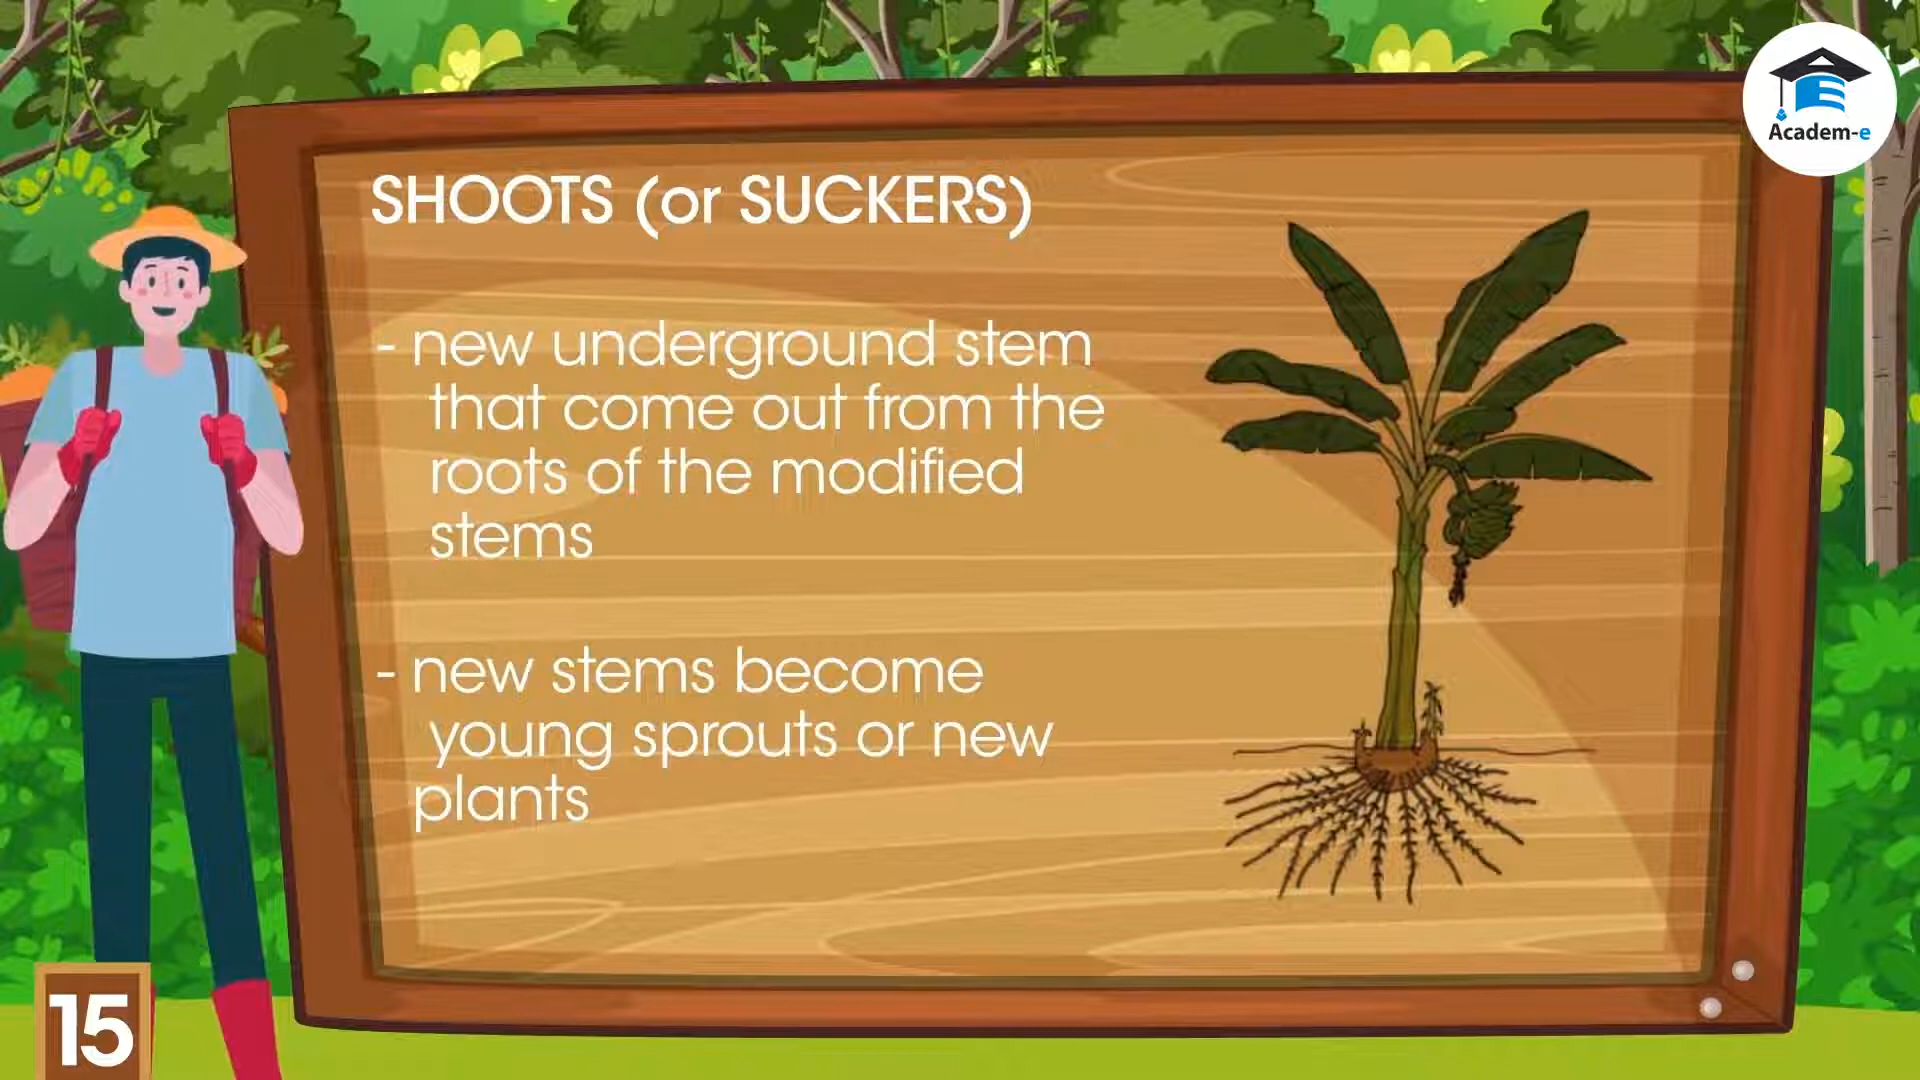 Academ-e
SHOOTS (or SUCKERS)
- new underground stem
that come out from the
roots of the modified
stems
- new stems become
young sprouts or new
plants
15